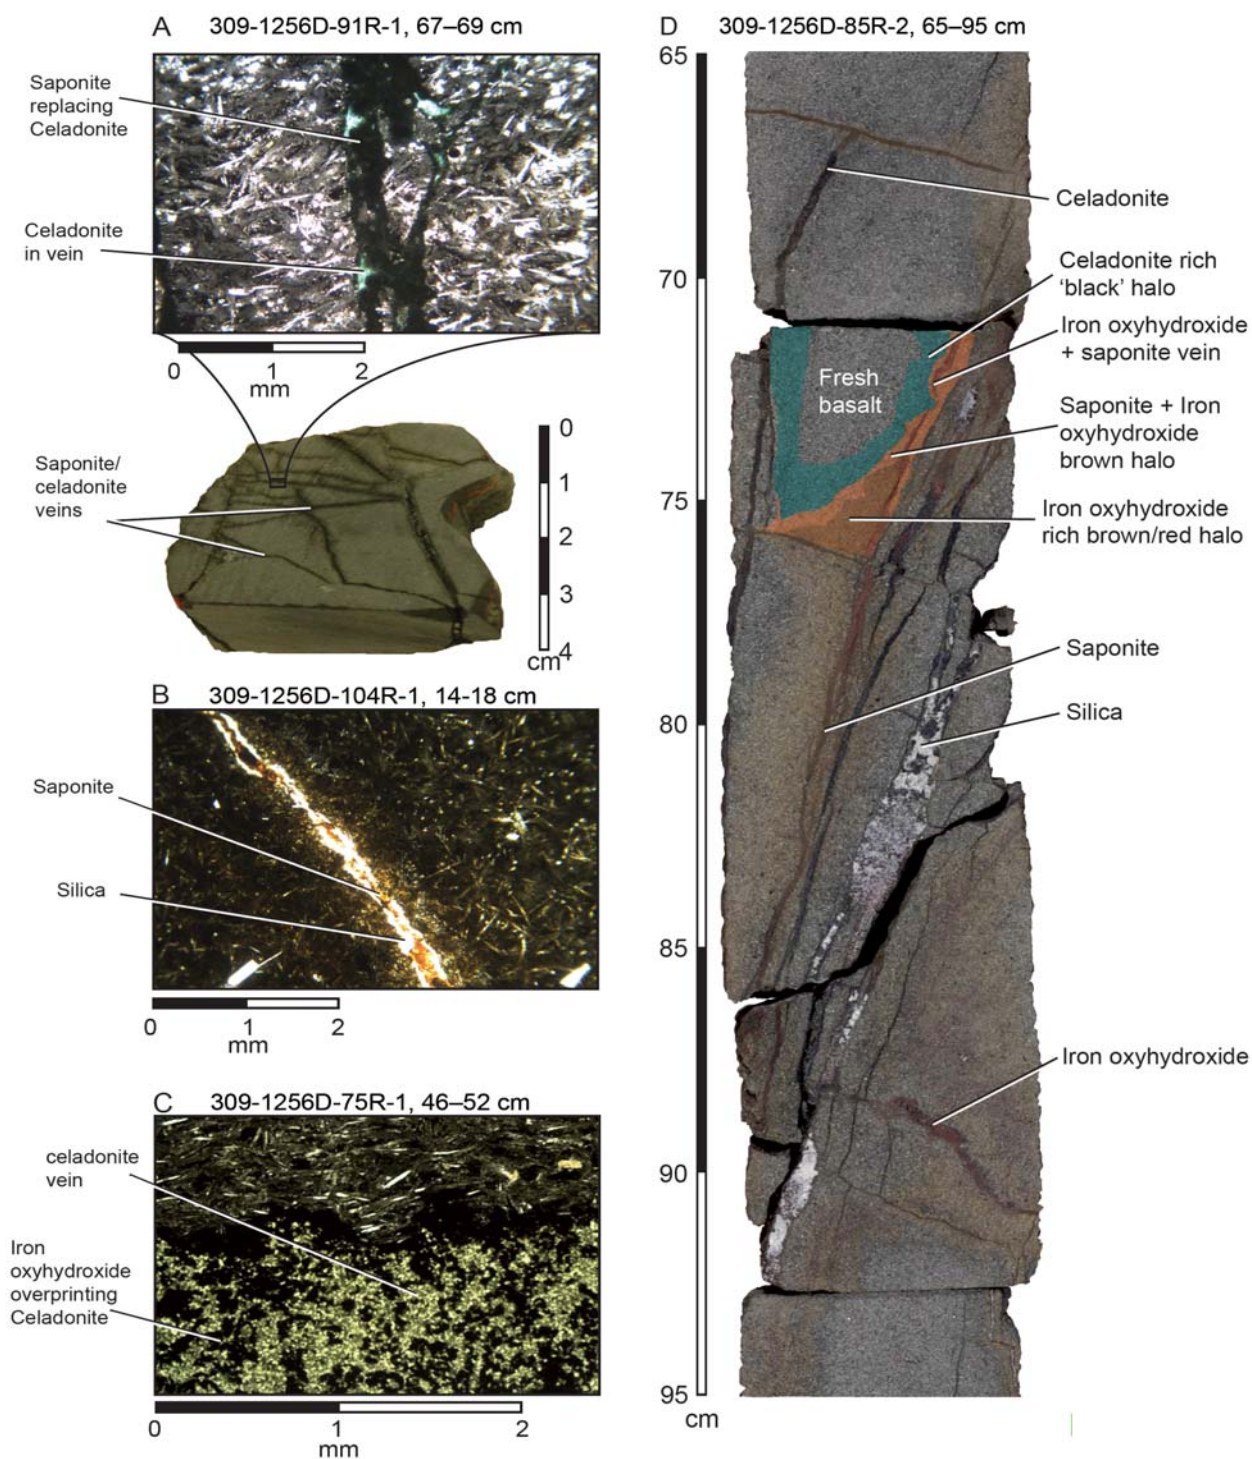 A 309-1256D-91R-1, 67–69 cm
Saponite
replacing
Celadonite
Celadonite
in vein
0 1 2
mm
Saponite/
celadonite
veins
0
1
2
3
4
cm
B 309-1256D-104R-1, 14-18 cm
Saponite
Silica
0 1 2
mm
C 309-1256D-75R-1, 46–52 cm
celadonite
vein
Iron
oxyhydroxide
overprinting
Celadonite
0 1 2
mm
D 309-1256D-85R-2, 65–95 cm
65
70
75
80
85
90
95
cm
Celadonite
Celadonite rich
‘black’ halo
Iron oxyhydroxide
+ saponite vein
Fresh
basalt
Saponite + Iron
oxyhydroxide
brown halo
Iron oxyhydroxide
rich brown/red halo
Saponite
Silica
Iron oxyhydroxide